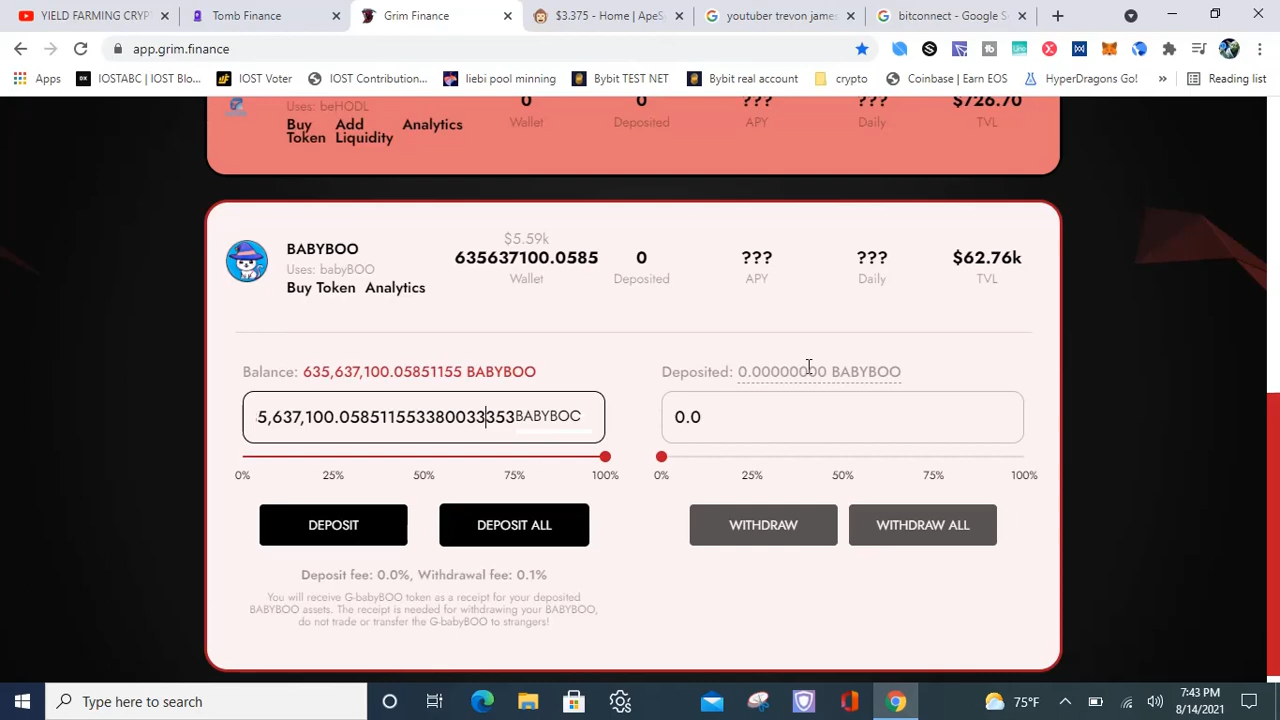 YIELD FARMING CRYP
Tomb Finance
Grim Finance
$3.375 - Home | ApeS
youtuber trevon james
bitconnect - Google S
app.grim.finance
Apps
IOSTABC | IOST Blo...
IOST Voter
IOST Contribution...
liebi pool minning
Bybit TEST NET
Bybit real account
crypto
Coinbase | Earn EOS
HyperDragons Go!
»
Reading list
Uses: beHODL
0
0
???
???
$726.70
Buy Token
Add Liquidity
Analytics
Wallet
Deposited
APY
Daily
TVL
$5.59k
BABYBOO
635637100.0585
0
???
???
$62.76k
Uses: babyBOO
Wallet
Deposited
APY
Daily
TVL
Buy Token
Analytics
Balance: 635,637,100.05851155 BABYBOO
Deposited: 0.00000000 BABYBOO
5,637,100.058511553380033353
BABYBOO
0.0
0%
25%
50%
75%
100%
0%
25%
50%
75%
100%
DEPOSIT
DEPOSIT ALL
WITHDRAW
WITHDRAW ALL
Deposit fee: 0.0%, Withdrawal fee: 0.1%
You will receive G-babyBOO token as a receipt for your deposited
BABYBOO assets. The receipt is needed for withdrawing your BABYBOO,
do not trade or transfer the G-babyBOO to strangers!
Type here to search
75°F
7:43 PM
8/14/2021